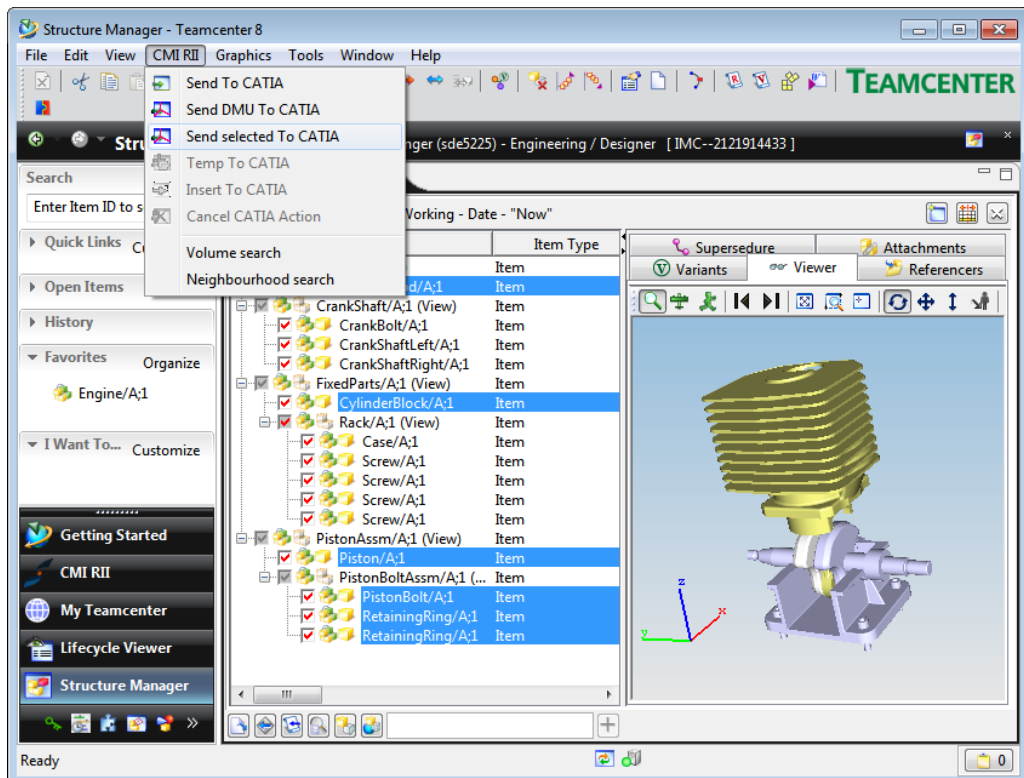 Structure Manager - Teamcenter 8
File Edit View CMI RII Graphics Tools Window Help
TEAMCENTER
Send To CATIA
Send DMU To CATIA
Send selected To CATIA
Temp To CATIA
Insert To CATIA
Cancel CATIA Action
Volume search
Neighbourhood search
(sde5225) - Engineering / Designer [ IMC--2121914433 ]
Search
Enter Item ID to s
Quick Links
Open Items
History
Favorites Organize
Engine/A;1
I Want To... Customize
Getting Started
CMI RII
My Teamcenter
Lifecycle Viewer
Structure Manager
Working - Date - "Now"
Item Type
Item
d/A;1 Item
CrankShaft/A;1 (View) Item
CrankBolt/A;1 Item
CrankShaftLeft/A;1 Item
CrankShaftRight/A;1 Item
FixedParts/A;1 (View) Item
CylinderBlock/A;1 Item
Rack/A;1 (View) Item
Case/A;1 Item
Screw/A;1 Item
Screw/A;1 Item
Screw/A;1 Item
Screw/A;1 Item
PistonAssm/A;1 (View) Item
Piston/A;1 Item
PistonBoltAssm/A;1 (... Item
PistonBolt/A;1 Item
RetainingRing/A;1 Item
RetainingRing/A;1 Item
Supersedure Attachments
Variants Viewer Referencers
z
x
y
Ready
0